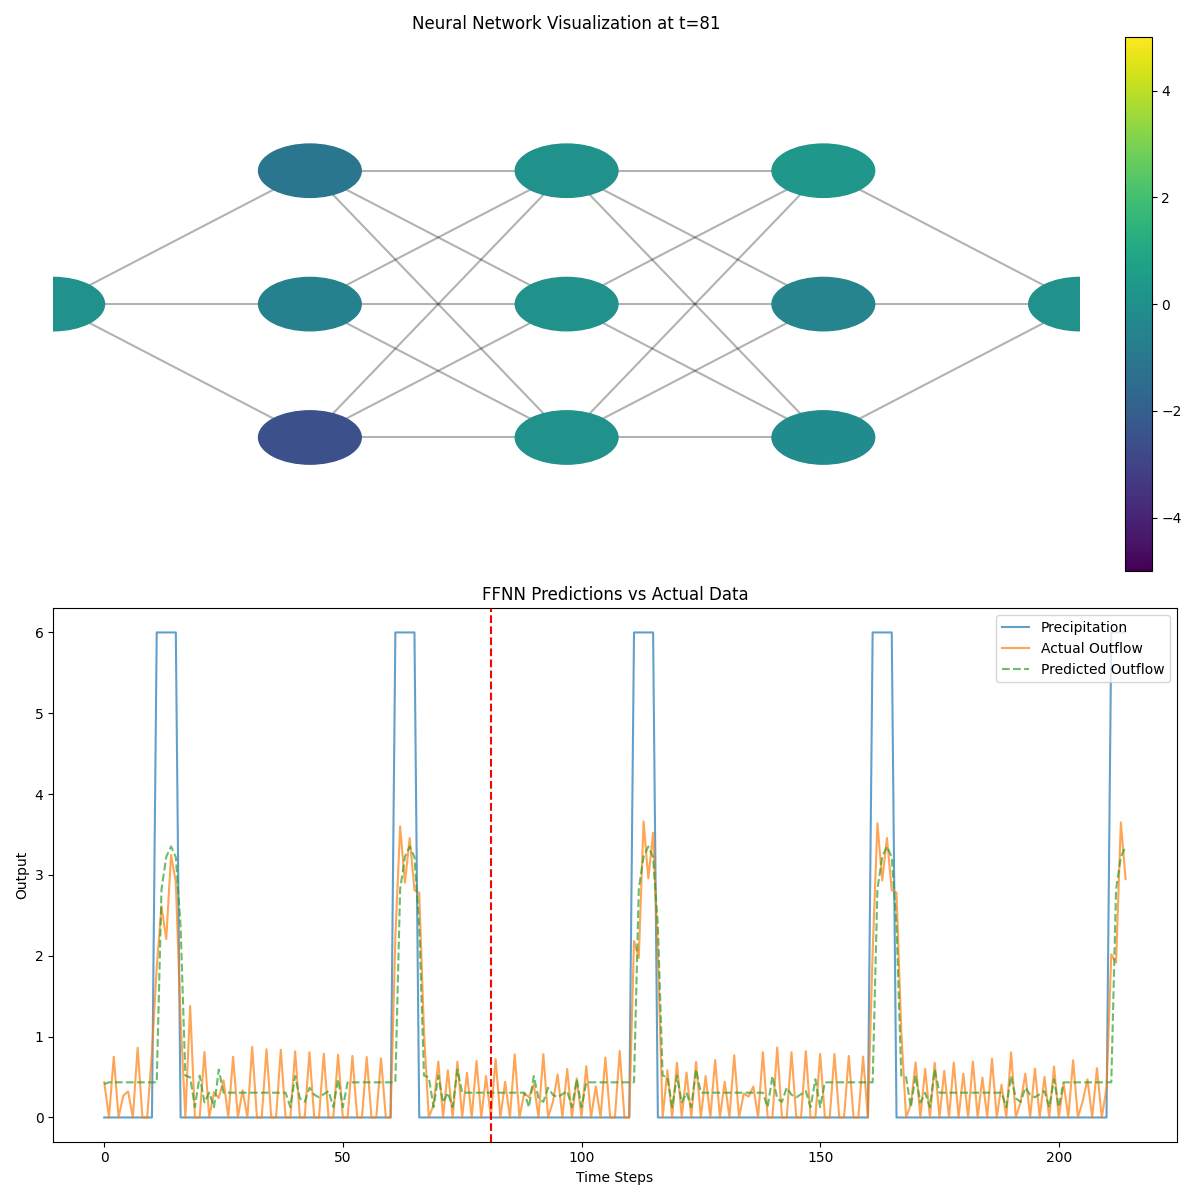 Neural Network Visualization at t=81
4
2
0
−2
−4
FFNN Predictions vs Actual Data
Precipitation
Actual Outflow
Predicted Outflow
6
5
4
3
2
1
0
Output
0 50 100 150 200
Time Steps